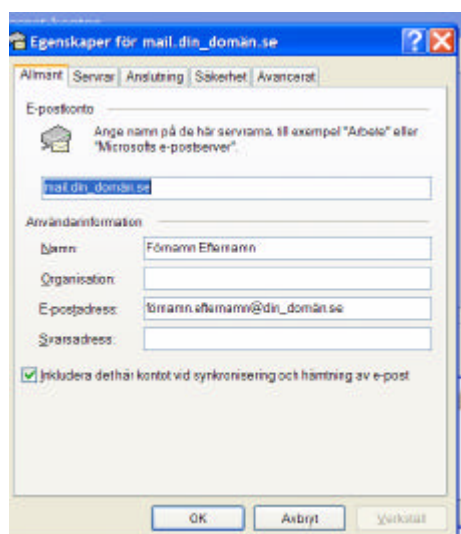 Egenskaper för mail.din_domän.se
Allmänt Servrar Anslutning Säkerhet Avancerat
E-postkonto
Ange namn på de här servrarna, till exempel "Arbete" eller
"Microsofts e-postserver".
mail.din_domän.se
Användarinformation
Namn: Förnamn Efternamn
Organisation:
E-postadress: förnamn.efternamn@din_domän.se
Svarsadress:
Inkludera det här kontot vid synkronisering och hämtning av e-post
OK Avbryt Verkställ